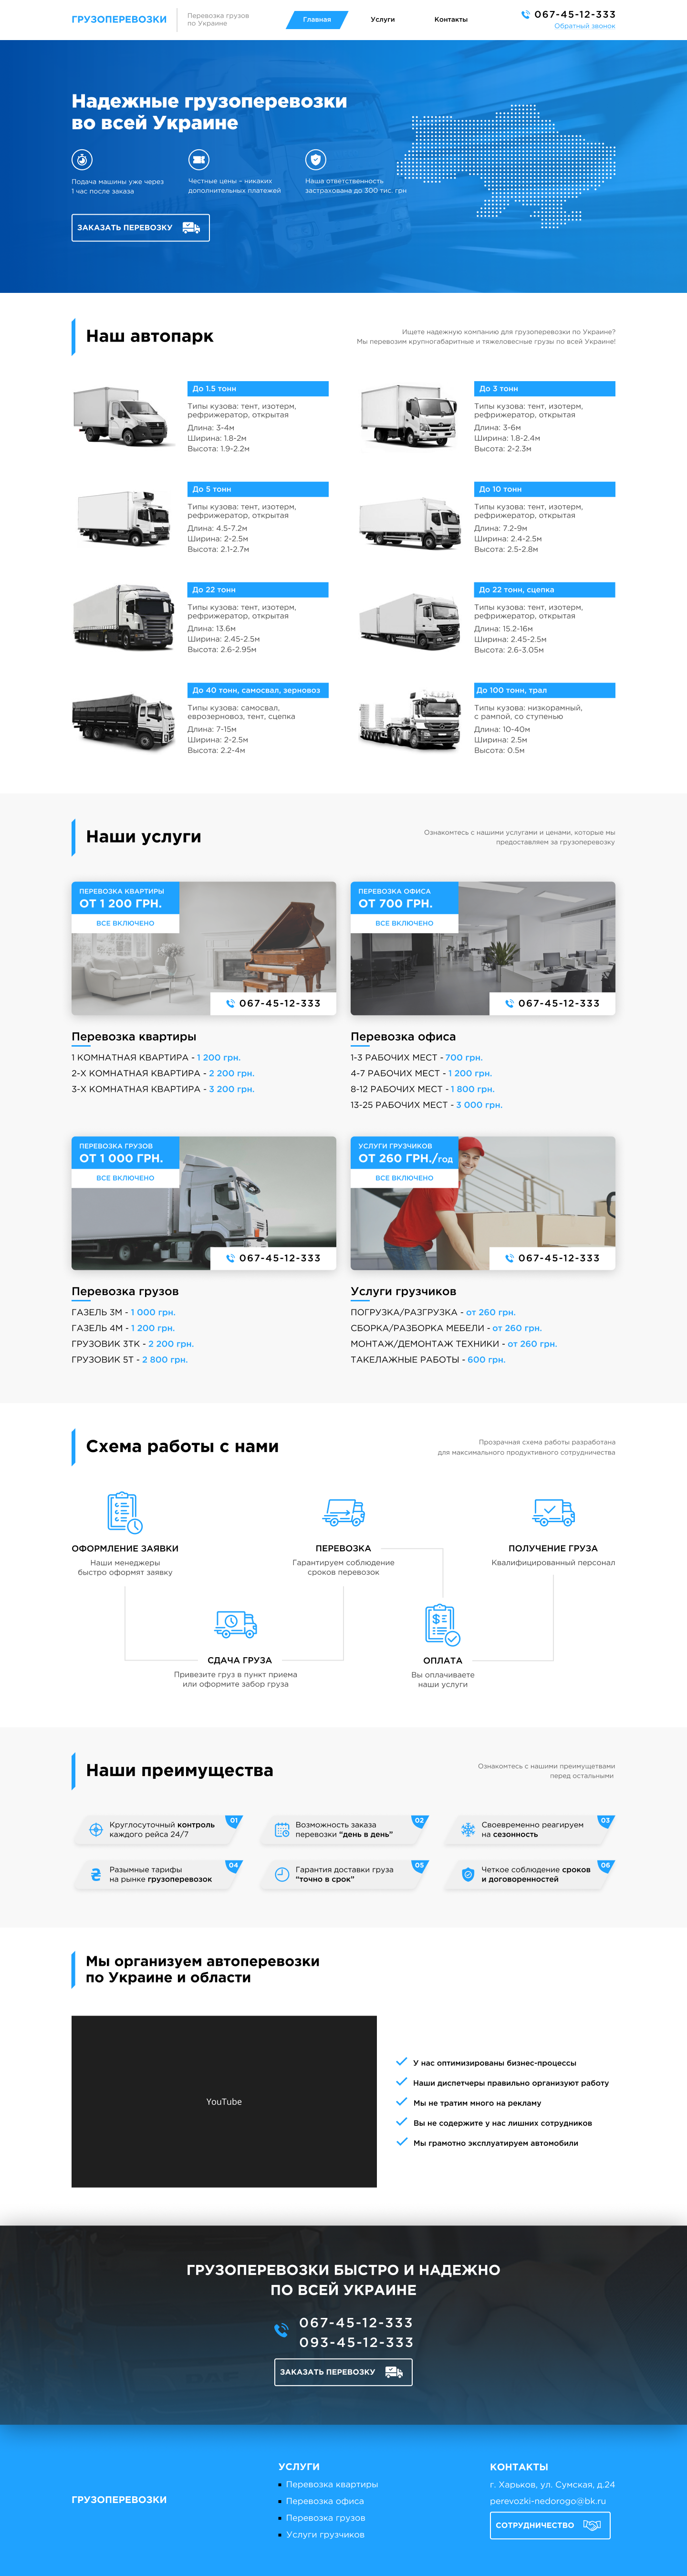 ГРУЗОПЕРЕВОЗКИ
Перевозка грузов
по Украине
Главная
Услуги
Контакты
067-45-12-333
Обратный звонок
Надежные грузоперевозки
во всей Украине
Подача машины уже через
1 час после заказа
Честные цены – никаких
дополнительных платежей
Наша ответственность
застрахована до 300 тис. грн
ЗАКАЗАТЬ ПЕРЕВОЗКУ
Наш автопарк
Ищете надежную компанию для грузоперевозки по Украине?
Мы перевозим крупногабаритные и тяжеловесные грузы по всей Украине!
До 1.5 тонн
Типы кузова: тент, изотерм,
рефрижератор, открытая
Длина: 3-4м
Ширина: 1.8-2м
Высота: 1.9-2.2м
До 3 тонн
Типы кузова: тент, изотерм,
рефрижератор, открытая
Длина: 3-6м
Ширина: 1.8-2.4м
Высота: 2-2.3м
До 5 тонн
Типы кузова: тент, изотерм,
рефрижератор, открытая
Длина: 4.5-7.2м
Ширина: 2-2.5м
Высота: 2.1-2.7м
До 10 тонн
Типы кузова: тент, изотерм,
рефрижератор, открытая
Длина: 7.2-9м
Ширина: 2.4-2.5м
Высота: 2.5-2.8м
До 22 тонн
Типы кузова: тент, изотерм,
рефрижератор, открытая
Длина: 13.6м
Ширина: 2.45-2.5м
Высота: 2.6-2.95м
До 22 тонн, сцепка
Типы кузова: тент, изотерм,
рефрижератор, открытая
Длина: 15.2-16м
Ширина: 2.45-2.5м
Высота: 2.6-3.05м
До 40 тонн, самосвал, зерновоз
Типы кузова: самосвал,
еврозерновоз, тент, сцепка
Длина: 7-15м
Ширина: 2-2.5м
Высота: 2.2-4м
До 100 тонн, трал
Типы кузова: низкорамный,
с рампой, со ступенью
Длина: 10-40м
Ширина: 2.5м
Высота: 0.5м
Наши услуги
Ознакомтесь с нашими услугами и ценами, которые мы
предоставляем за грузоперевозку
ПЕРЕВОЗКА КВАРТИРЫ
ОТ 1 200 ГРН.
ВСЕ ВКЛЮЧЕНО
067-45-12-333
ПЕРЕВОЗКА ОФИСА
ОТ 700 ГРН.
ВСЕ ВКЛЮЧЕНО
067-45-12-333
Перевозка квартиры
1 КОМНАТНАЯ КВАРТИРА - 1 200 грн.
2-Х КОМНАТНАЯ КВАРТИРА - 2 200 грн.
3-Х КОМНАТНАЯ КВАРТИРА - 3 200 грн.
Перевозка офиса
1-3 РАБОЧИХ МЕСТ - 700 грн.
4-7 РАБОЧИХ МЕСТ - 1 200 грн.
8-12 РАБОЧИХ МЕСТ - 1 800 грн.
13-25 РАБОЧИХ МЕСТ - 3 000 грн.
ПЕРЕВОЗКА ГРУЗОВ
ОТ 1 000 ГРН.
ВСЕ ВКЛЮЧЕНО
067-45-12-333
УСЛУГИ ГРУЗЧИКОВ
ОТ 260 ГРН./год
ВСЕ ВКЛЮЧЕНО
067-45-12-333
Перевозка грузов
ГАЗЕЛЬ 3М - 1 000 грн.
ГАЗЕЛЬ 4М - 1 200 грн.
ГРУЗОВИК 3ТК - 2 200 грн.
ГРУЗОВИК 5Т - 2 800 грн.
Услуги грузчиков
ПОГРУЗКА/РАЗГРУЗКА - от 260 грн.
СБОРКА/РАЗБОРКА МЕБЕЛИ - от 260 грн.
МОНТАЖ/ДЕМОНТАЖ ТЕХНИКИ - от 260 грн.
ТАКЕЛАЖНЫЕ РАБОТЫ - 600 грн.
Схема работы с нами
Прозрачная схема работы разработана
для максимального продуктивного сотрудничества
ОФОРМЛЕНИЕ ЗАЯВКИ
Наши менеджеры
быстро оформят заявку
ПЕРЕВОЗКА
Гарантируем соблюдение
сроков перевозок
ПОЛУЧЕНИЕ ГРУЗА
Квалифицированный персонал
СДАЧА ГРУЗА
Привезите груз в пункт приема
или оформите забор груза
ОПЛАТА
Вы оплачиваете
наши услуги
Наши преимущества
Ознакомтесь с нашими преимуществами
перед остальными
Круглосуточный контроль
каждого рейса 24/7
01
Возможность заказа
перевозки “день в день”
02
Своевременно реагируем
на сезонность
03
Разымные тарифы
на рынке грузоперевозок
04
Гарантия доставки груза
“точно в срок”
05
Четкое соблюдение сроков
и договоренностей
06
Мы организуем автоперевозки
по Украине и области
YouTube
У нас оптимизированы бизнес-процессы
Наши диспетчеры правильно организуют работу
Мы не тратим много на рекламу
Вы не содержите у нас лишних сотрудников
Мы грамотно эксплуатируем автомобили
ГРУЗОПЕРЕВОЗКИ БЫСТРО И НАДЕЖНО
ПО ВСЕЙ УКРАИНЕ
067-45-12-333
093-45-12-333
ЗАКАЗАТЬ ПЕРЕВОЗКУ
ГРУЗОПЕРЕВОЗКИ
УСЛУГИ
Перевозка квартиры
Перевозка офиса
Перевозка грузов
Услуги грузчиков
КОНТАКТЫ
г. Харьков, ул. Сумская, д.24
perevozki-nedorogo@bk.ru
СОТРУДНИЧЕСТВО